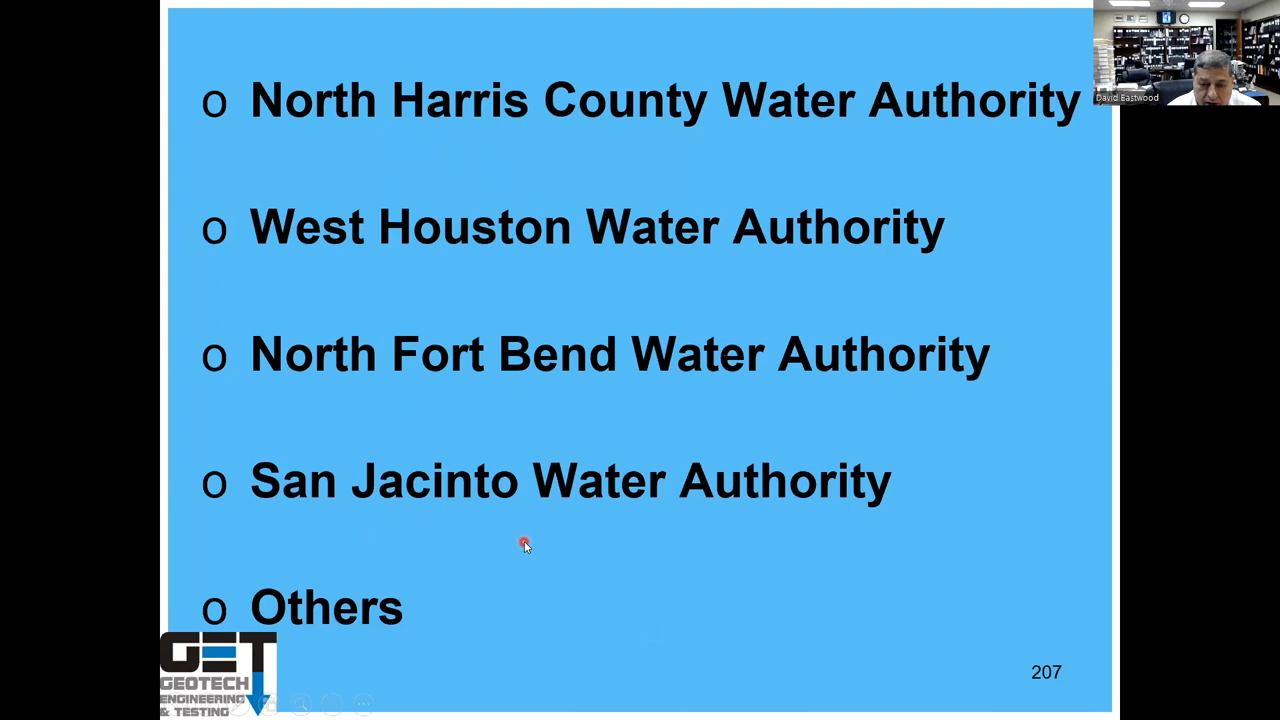 o North Harris County Water Authority
David Eastwood
o West Houston Water Authority
o North Fort Bend Water Authority
o San Jacinto Water Authority
o Others
GET
GEOTECH
ENGINEERING
& TESTING
207